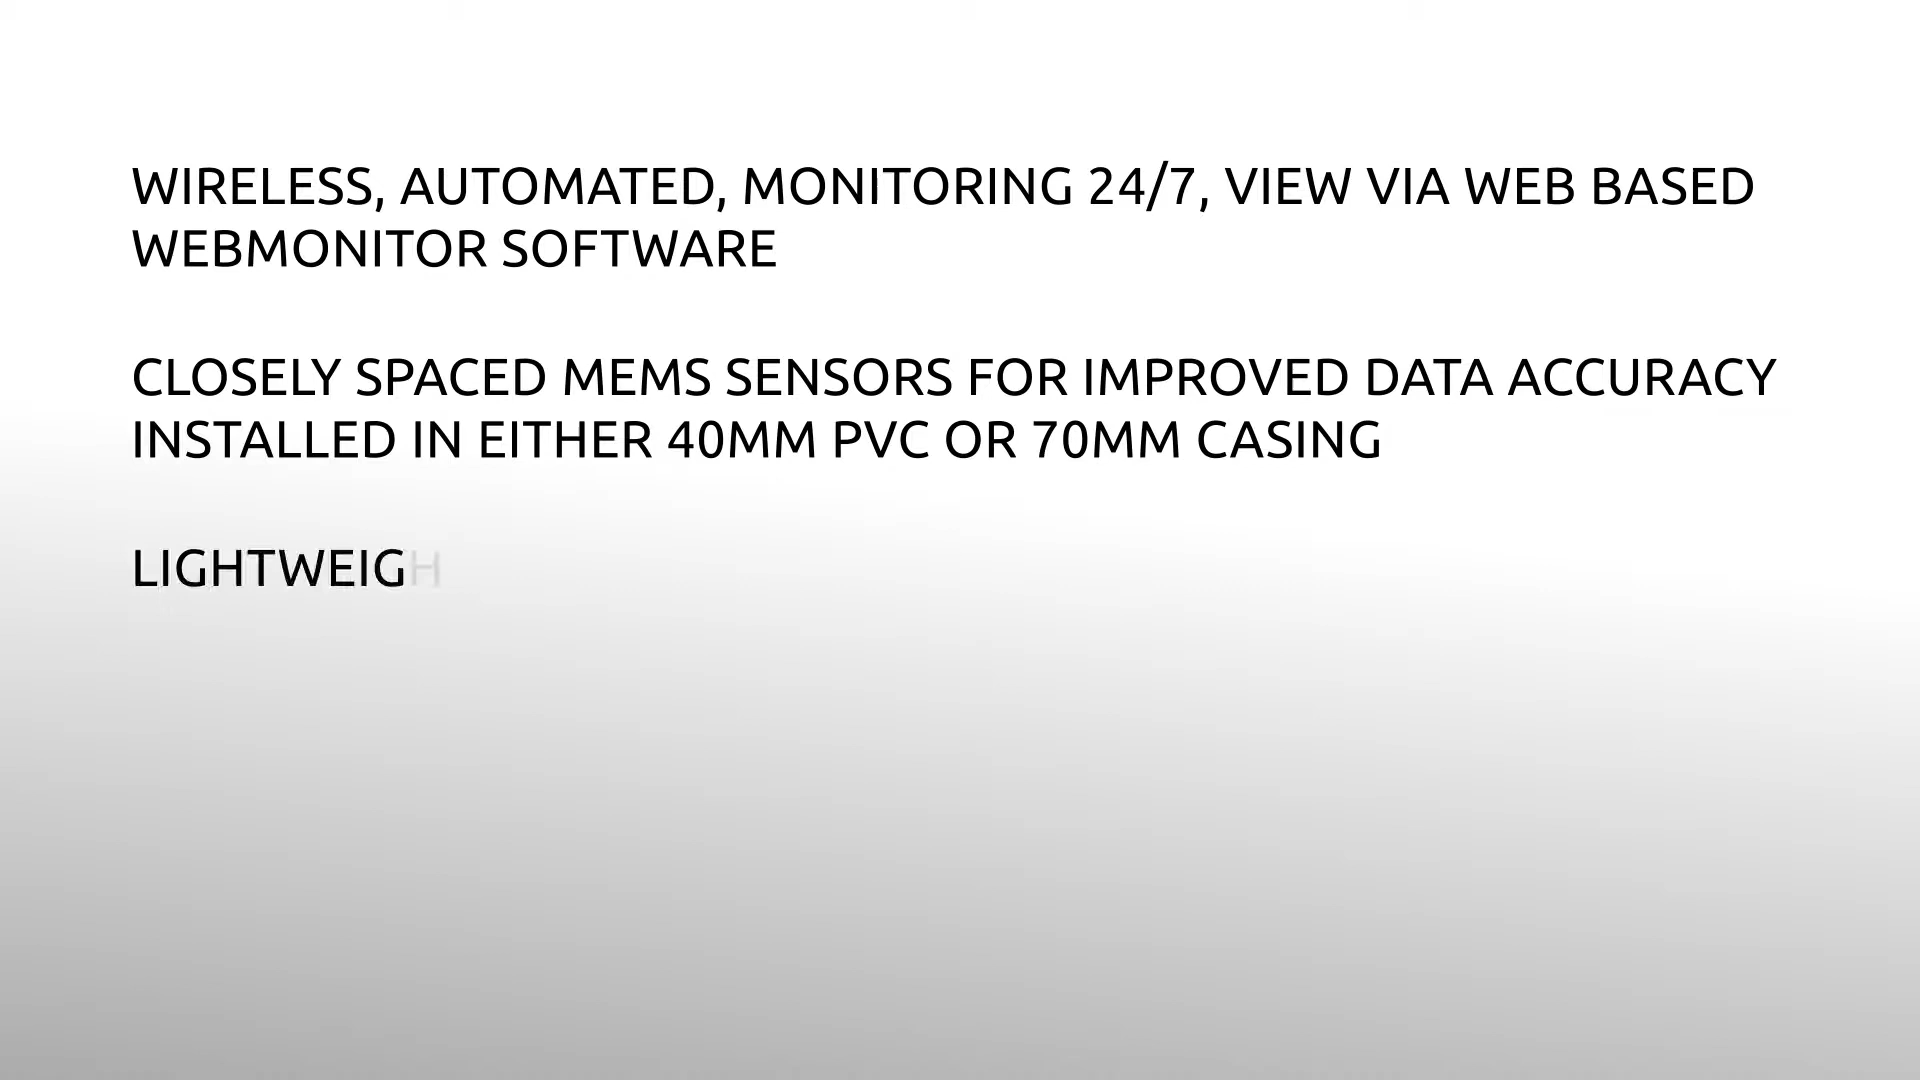 WIRELESS, AUTOMATED, MONITORING 24/7, VIEW VIA WEB BASED
WEBMONITOR SOFTWARE
CLOSELY SPACED MEMS SENSORS FOR IMPROVED DATA ACCURACY
INSTALLED IN EITHER 40MM PVC OR 70MM CASING
LIGHTWEIGH